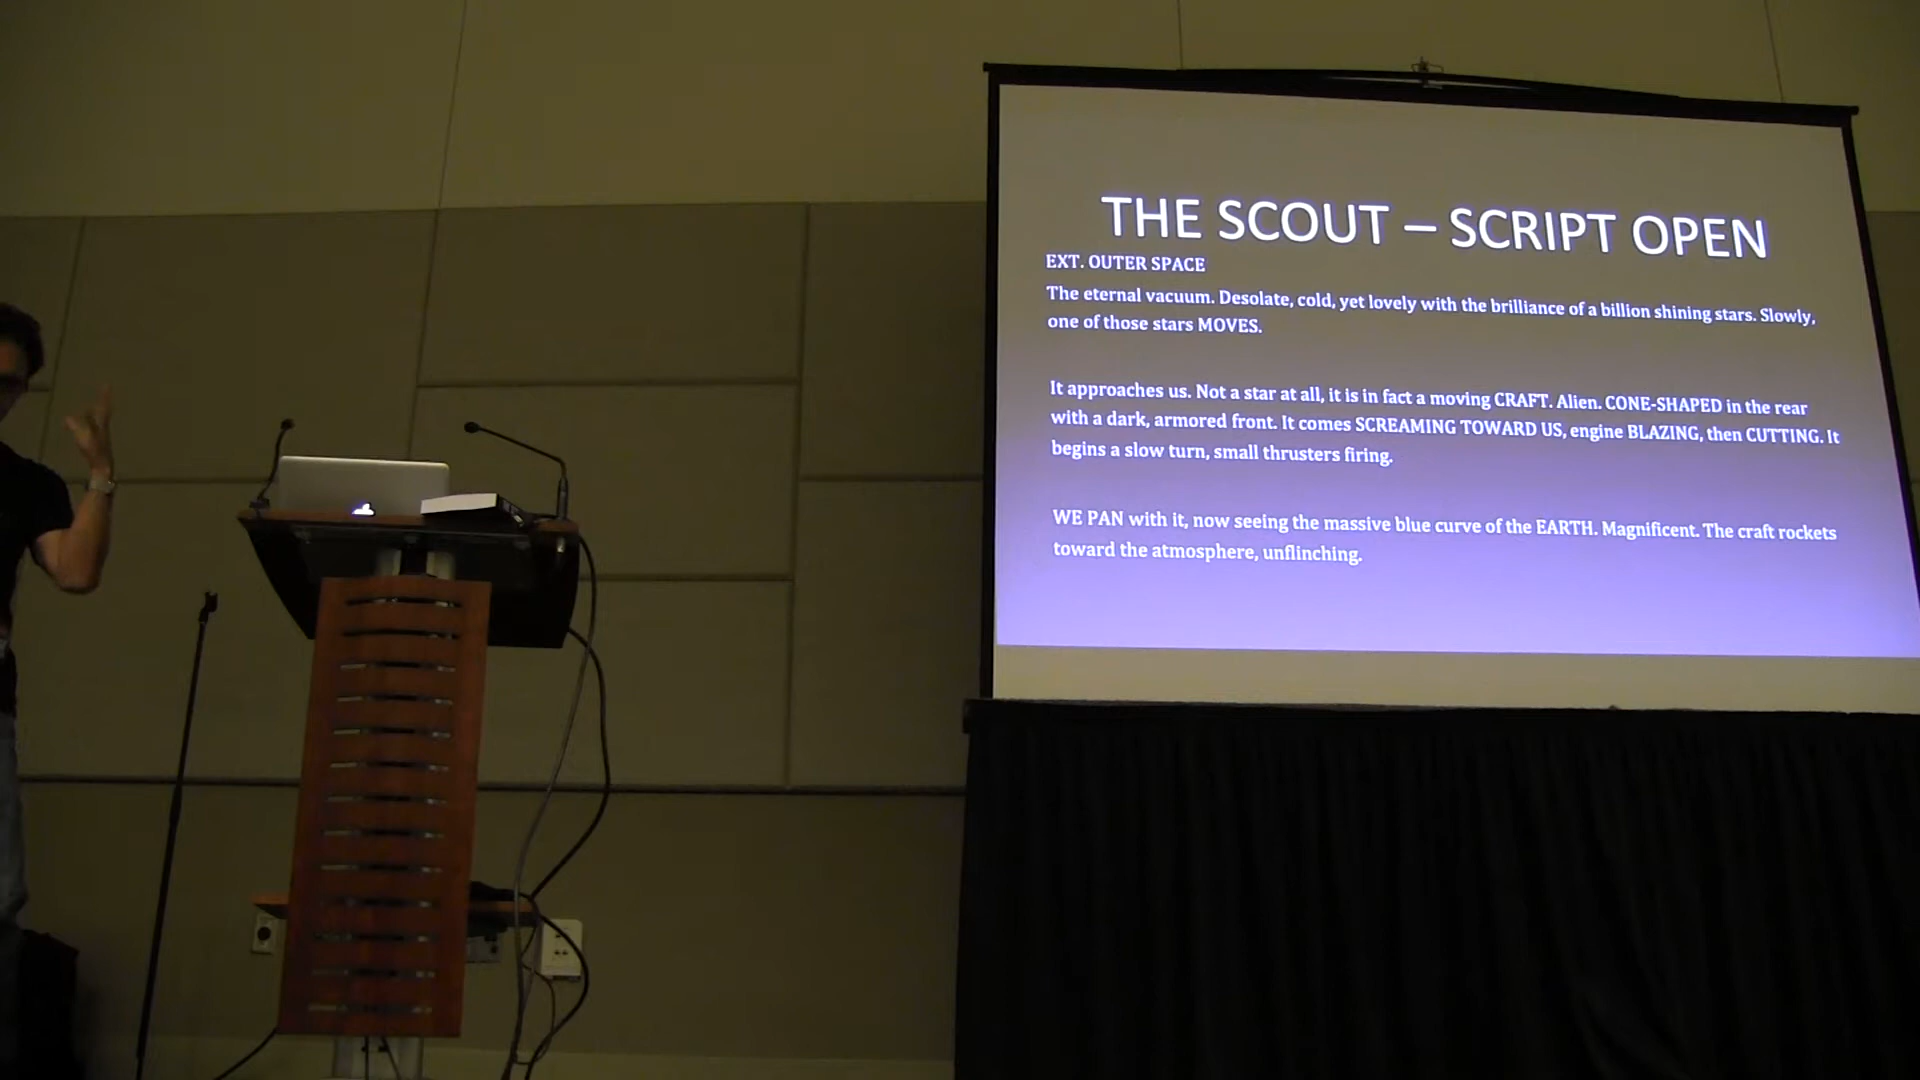 THE SCOUT – SCRIPT OPEN
EXT. OUTER SPACE
The eternal vacuum. Desolate, cold, yet lovely with the brilliance of a billion shining stars. Slowly,
one of those stars MOVES.
It approaches us. Not a star at all, it is in fact a moving CRAFT. Alien. CONE-SHAPED in the rear
with a dark, armored front. It comes SCREAMING TOWARD US, engine BLAZING, then CUTTING. It
begins a slow turn, small thrusters firing.
WE PAN with it, now seeing the massive blue curve of the EARTH. Magnificent. The craft rockets
toward the atmosphere, unflinching.